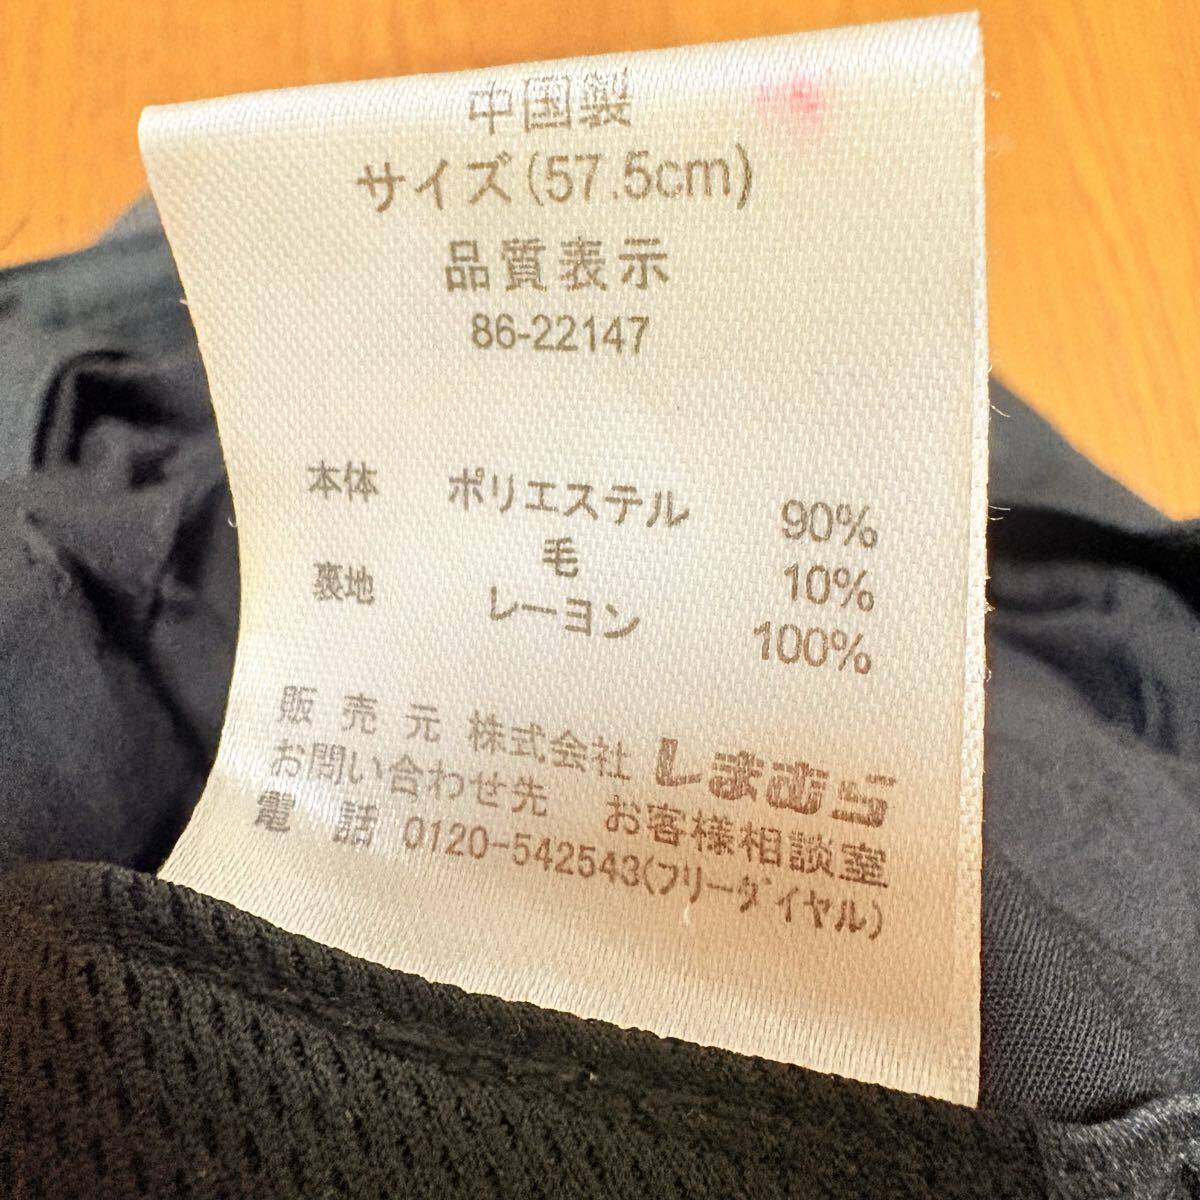 中国製
サイズ(57.5cm)
品質表示
86-22147
本体 ポリエステル 90%
毛 10%
裏地 レーヨン 100%
販売元 株式会社 しまむら
お問い合わせ先 お客様相談室
電話 0120-542543(フリーダイヤル)